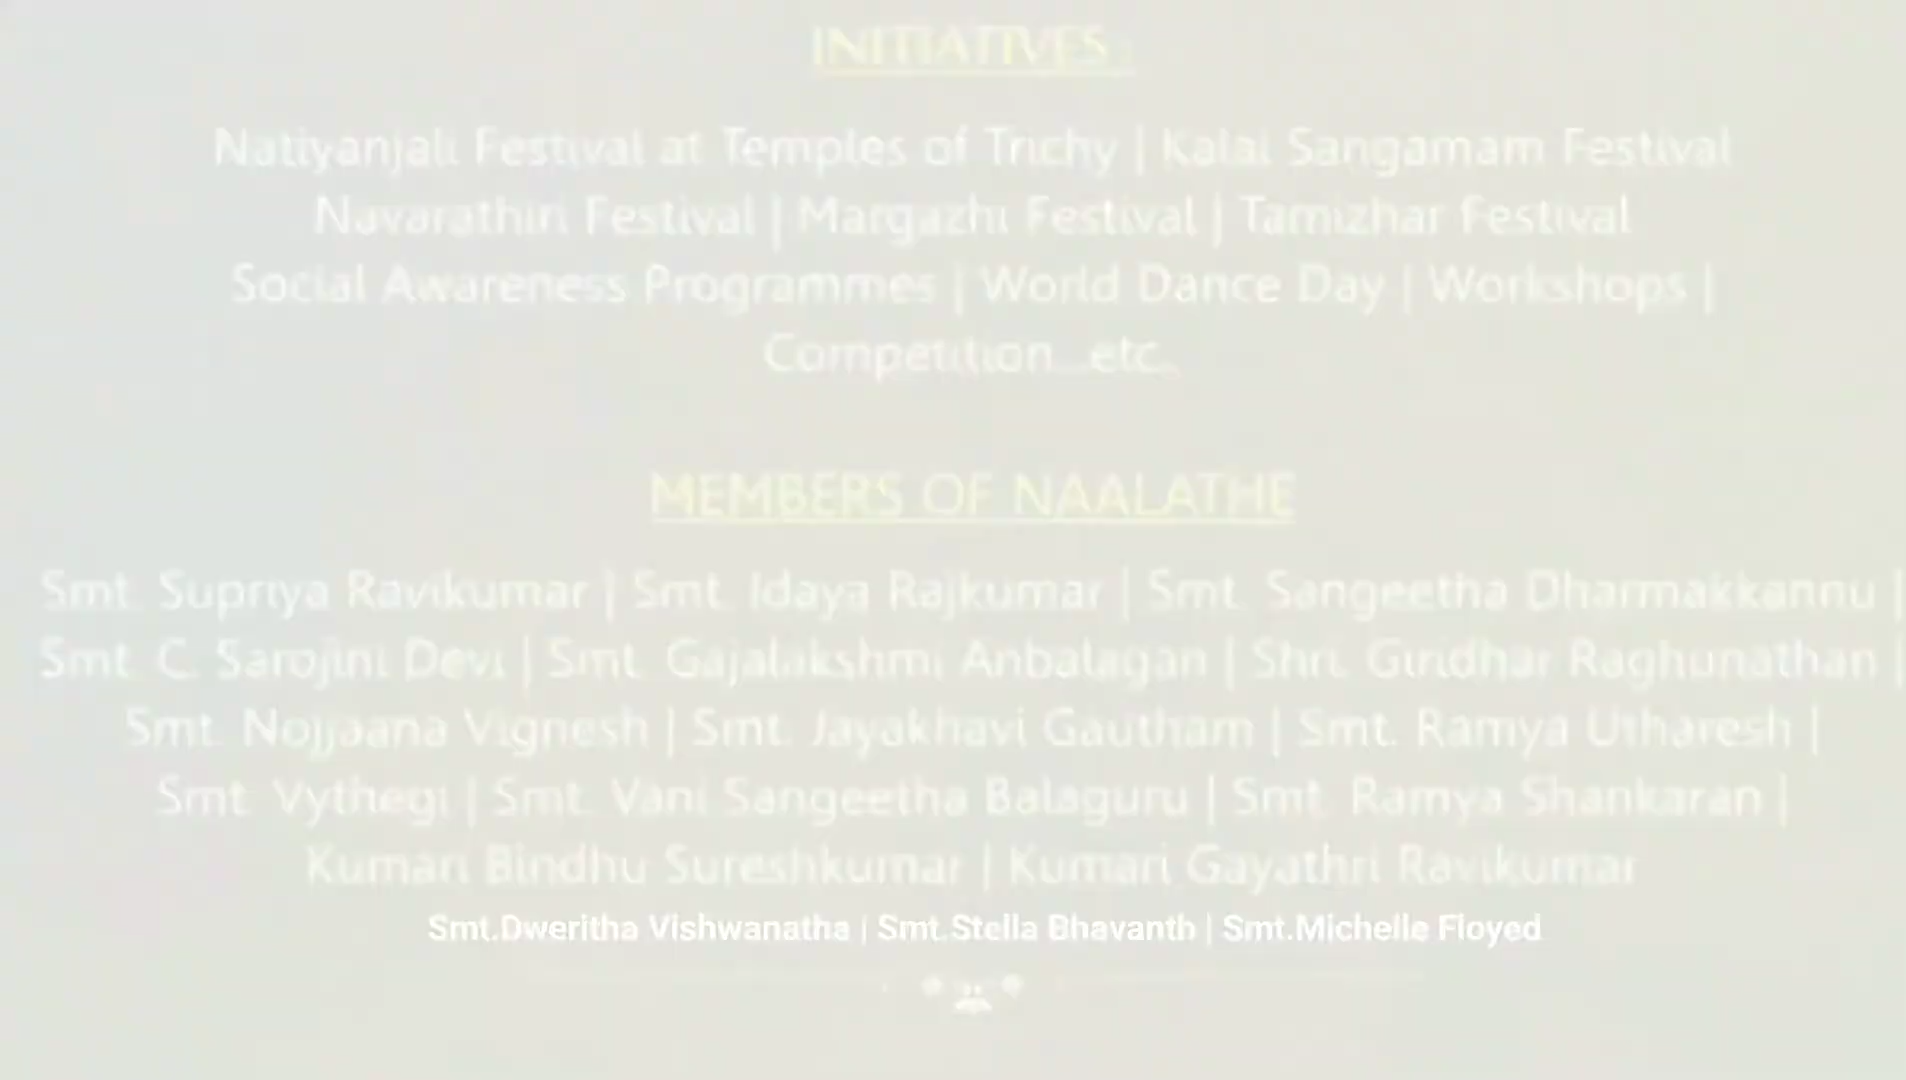 INITIATIVES
Natiyanjali Festival at Temples of Trichy | Kalai Sangamam Festival
Navarathiri Festival | Margazhi Festival | Tamizhar Festival
Social Awareness Programmes | World Dance Day | Workshops |
Competition...etc.,
MEMBERS OF NAALATHE
Smt. Supriya Ravikumar | Smt. Idaya Rajkumar | Smt. Sangeetha Dharmakkannu |
Smt. C. Sarojini Devi | Smt. Gajalakshmi Anbalagan | Shri. Giridhar Raghunathan |
Smt. Nojjaana Vignesh | Smt. Jayakhavi Gautham | Smt. Ramya Utharesh |
Smt. Vythegi | Smt. Vani Sangeetha Balaguru | Smt. Ramya Shankaran |
Kumari Bindhu Sureshkumar | Kumari Gayathri Ravikumar
Smt.Dweritha Vishwanatha | Smt.Stella Bhavanth | Smt.Michelle Floyed